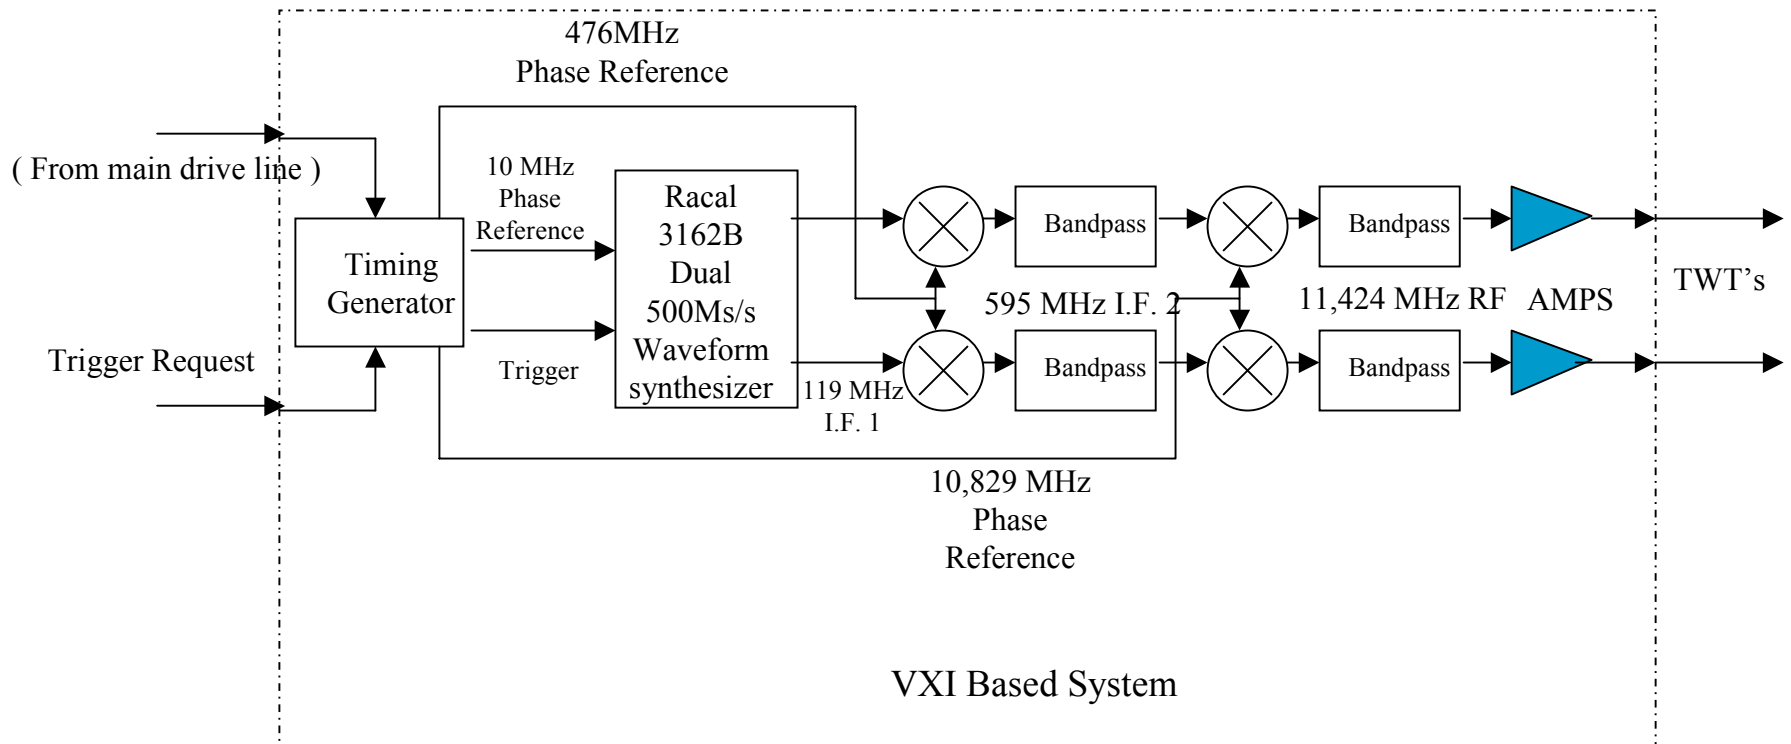 476MHz
Phase Reference
( From main drive line )
10 MHz
Phase
Reference
Timing
Generator
Trigger Request
Trigger
Racal
3162B
Dual
500Ms/s
Waveform
synthesizer
119 MHz
I.F. 1
Bandpass
Bandpass
595 MHz I.F. 2
Bandpass
Bandpass
11,424 MHz RF
AMPS
TWT’s
10,829 MHz
Phase
Reference
VXI Based System